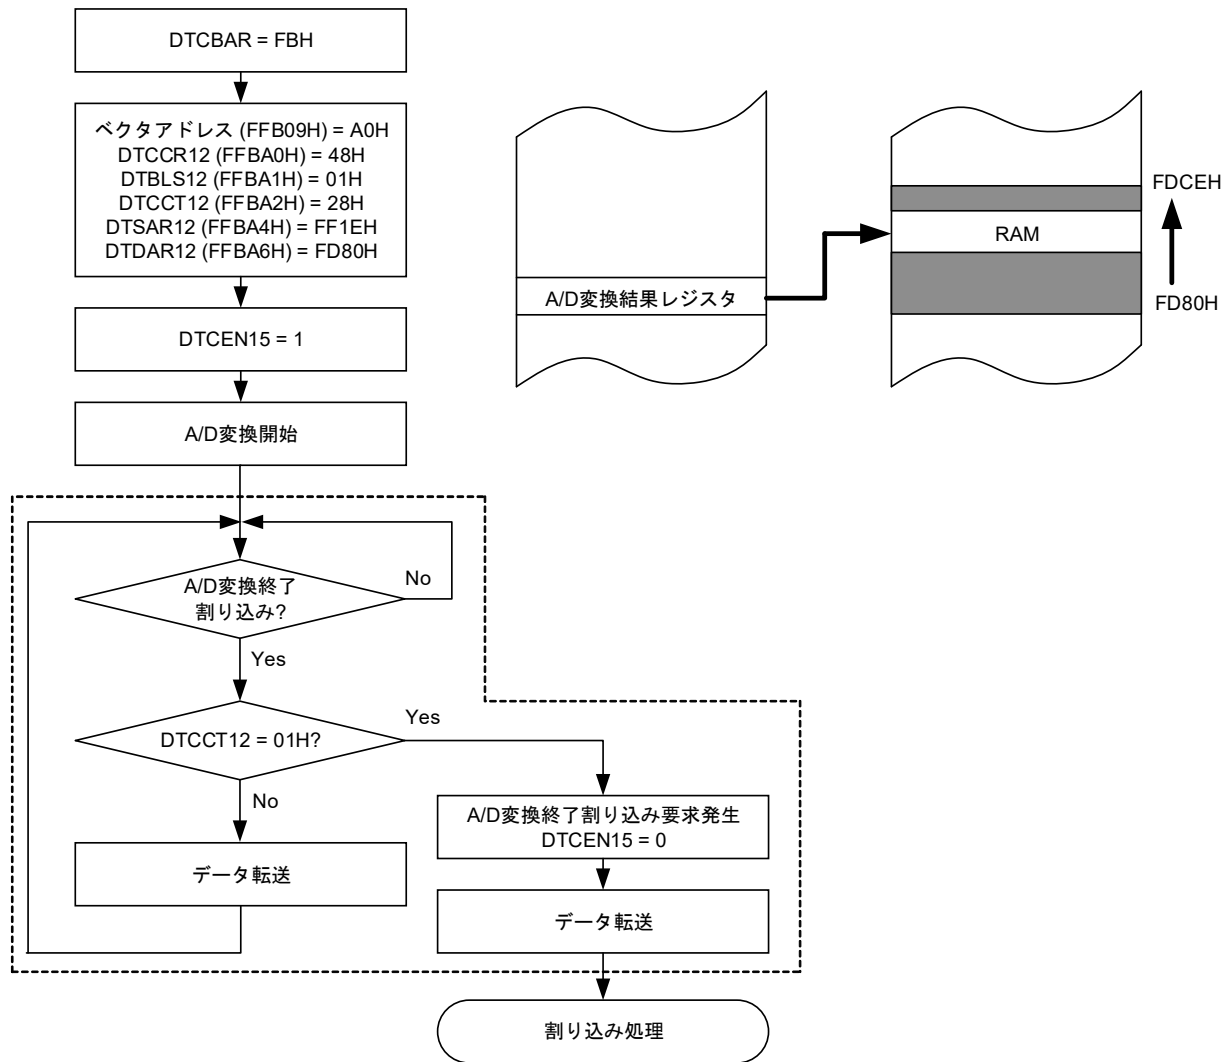 DTCBAR = FBH
ベクタアドレス (FFB09H) = A0H
DTCCR12 (FFBA0H) = 48H
DTBLS12 (FFBA1H) = 01H
DTCCT12 (FFBA2H) = 28H
DTSAR12 (FFBA4H) = FF1EH
DTDAR12 (FFBA6H) = FD80H
DTCEN15 = 1
A/D変換開始
A/D変換終了
割り込み?
No
Yes
DTCCT12 = 01H?
Yes
No
データ転送
A/D変換終了割り込み要求発生
DTCEN15 = 0
データ転送
割り込み処理
A/D変換結果レジスタ
RAM
FDCEH
FD80H